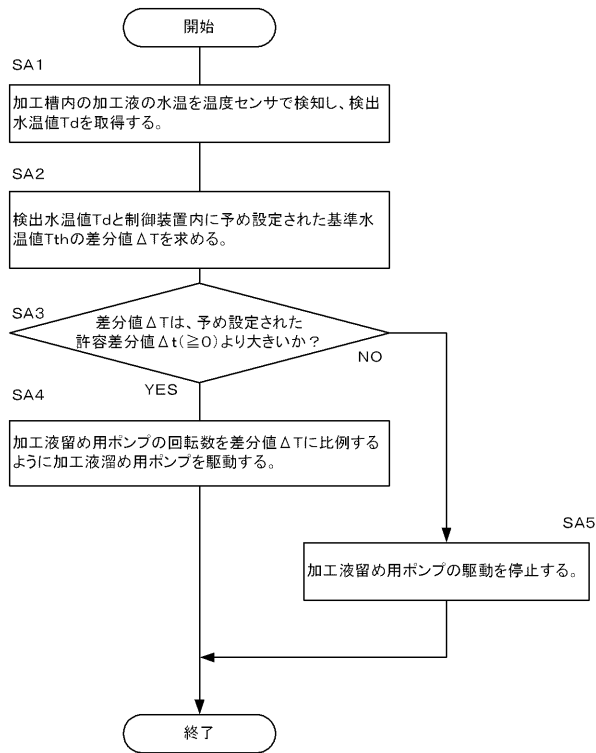 開始
SA1
加工槽内の加工液の水温を温度センサで検知し、検出
水温値Tdを取得する。
SA2
検出水温値Tdと制御装置内に予め設定された基準水
温値Tthの差分値ΔTを求める。
SA3
差分値ΔTは、予め設定された
許容差分値Δt(≧0)より大きいか?
NO
YES
SA4
加工液留め用ポンプの回転数を差分値ΔTに比例する
ように加工液溜め用ポンプを駆動する。
SA5
加工液留め用ポンプの駆動を停止する。
終了